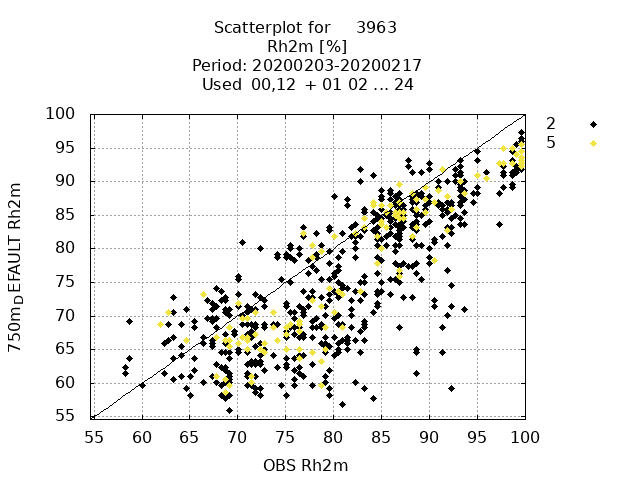 Scatterplot for 3963
Rh2m [%]
Period: 20200203-20200217
Used 00,12 + 01 02 ... 24
2
5
100
95
90
85
80
75
70
65
60
55
750mDEFAULT Rh2m
55 60 65 70 75 80 85 90 95 100
OBS Rh2m